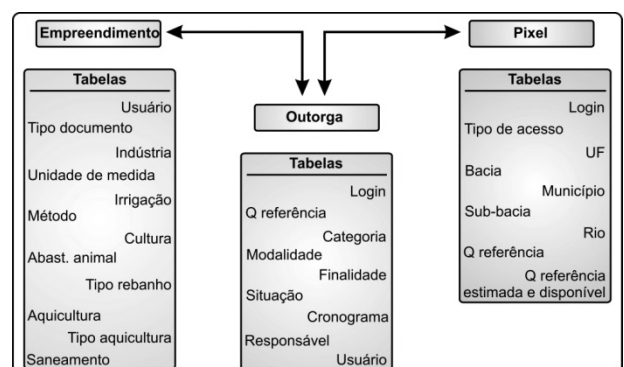 Empreendimento
Pixel
Outorga
Tabelas
Usuário
Tipo documento
Indústria
Unidade de medida
Irrigação
Método
Cultura
Abast. animal
Tipo rebanho
Aquicultura
Tipo aquicultura
Saneamento
Tabelas
Login
Q referência
Categoria
Modalidade
Finalidade
Situação
Cronograma
Responsável
Usuário
Tabelas
Login
Tipo de acesso
UF
Bacia
Município
Sub-bacia
Rio
Q referência
Q referência
estimada e disponível